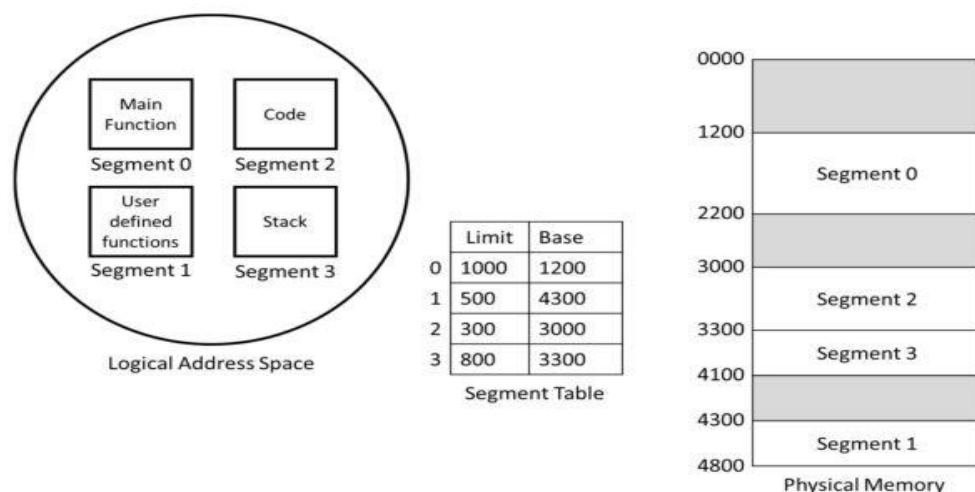 Main
Function
Segment 0
Code
Segment 2
User
defined
functions
Segment 1
Stack
Segment 3
Logical Address Space
Limit Base
0 1000 1200
1 500 4300
2 300 3000
3 800 3300
Segment Table
0000
1200
Segment 0
2200
3000
Segment 2
3300
Segment 3
4100
4300
Segment 1
4800
Physical Memory